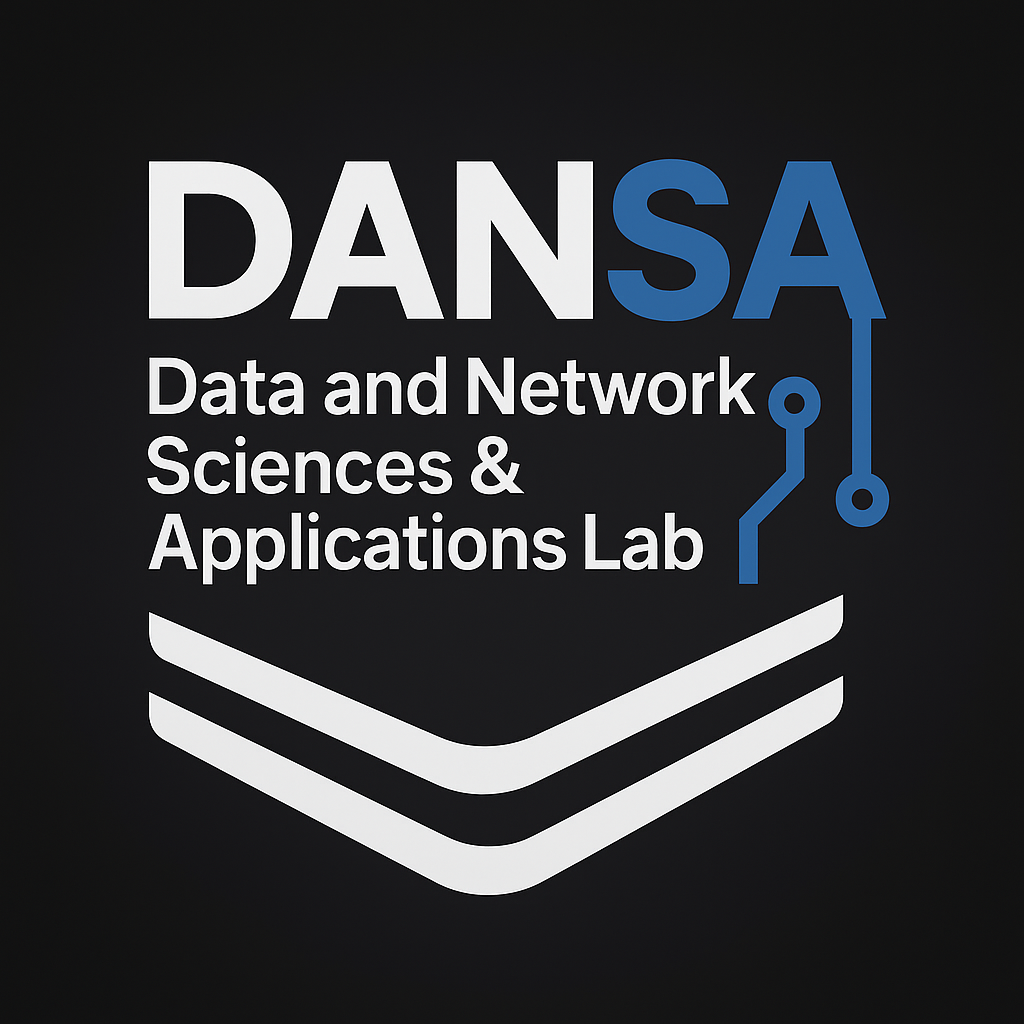 DANSA
Data and Network
Sciences &
Applications Lab